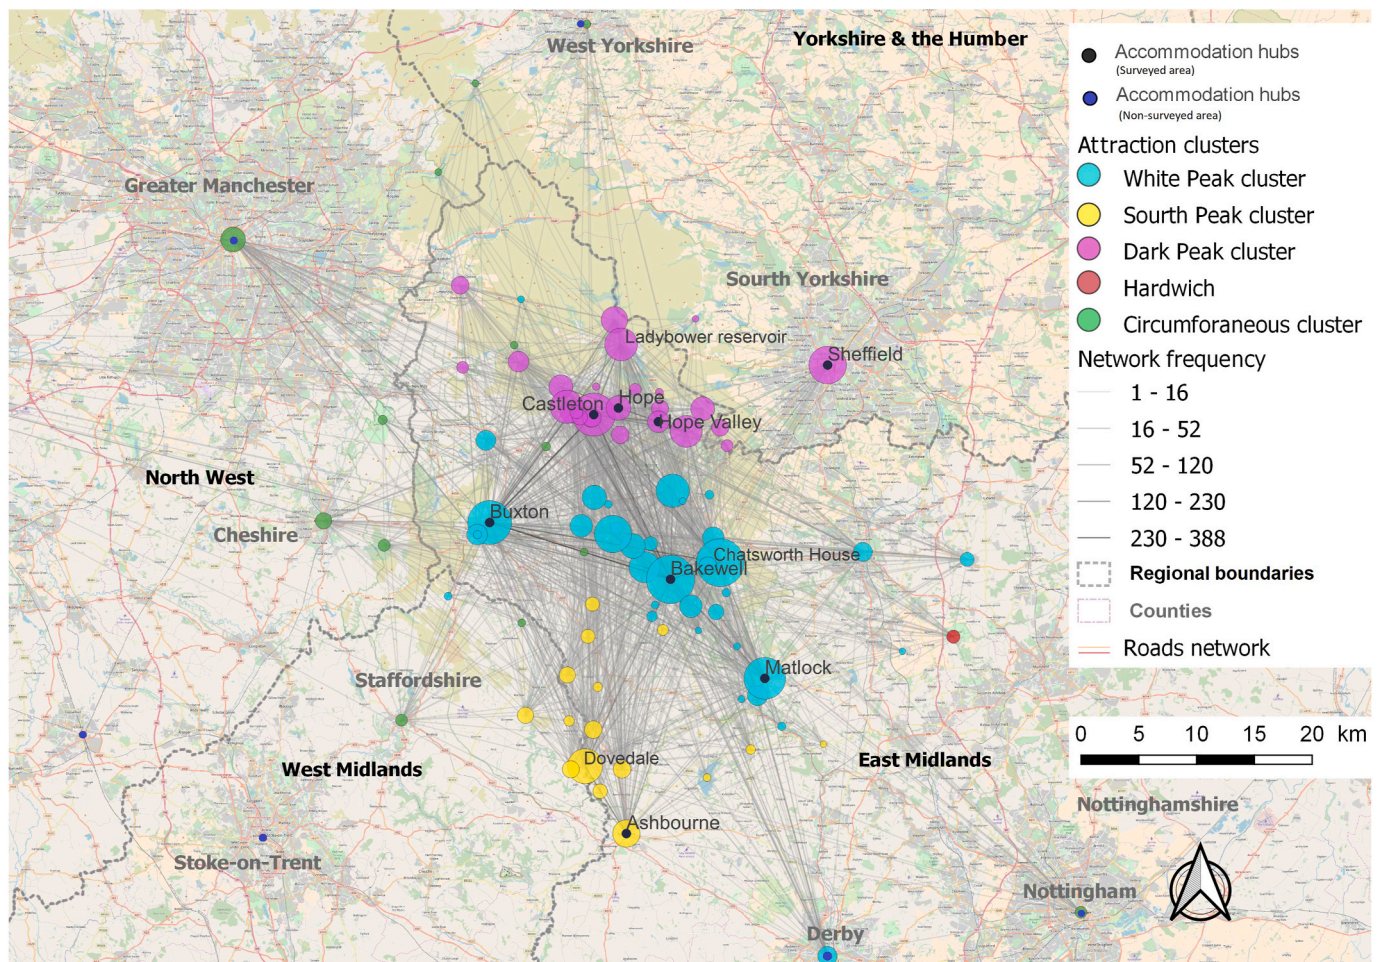 West Yorkshire
Yorkshire & the Humber
Greater Manchester
South Yorkshire
Ladybower reservoir
Sheffield
Castleton
Hope
Hope Valley
North West
Buxton
Cheshire
Chatsworth House
Bakewell
Matlock
Staffordshire
Dovedale
West Midlands
East Midlands
Ashbourne
Stoke-on-Trent
Nottinghamshire
Nottingham
Derby
Accommodation hubs
(Surveyed area)
Accommodation hubs
(Non-surveyed area)
Attraction clusters
White Peak cluster
Sourth Peak cluster
Dark Peak cluster
Hardwich
Circumforaneous cluster
Network frequency
1 - 16
16 - 52
52 - 120
120 - 230
230 - 388
Regional boundaries
Counties
Roads network
0 5 10 15 20 km